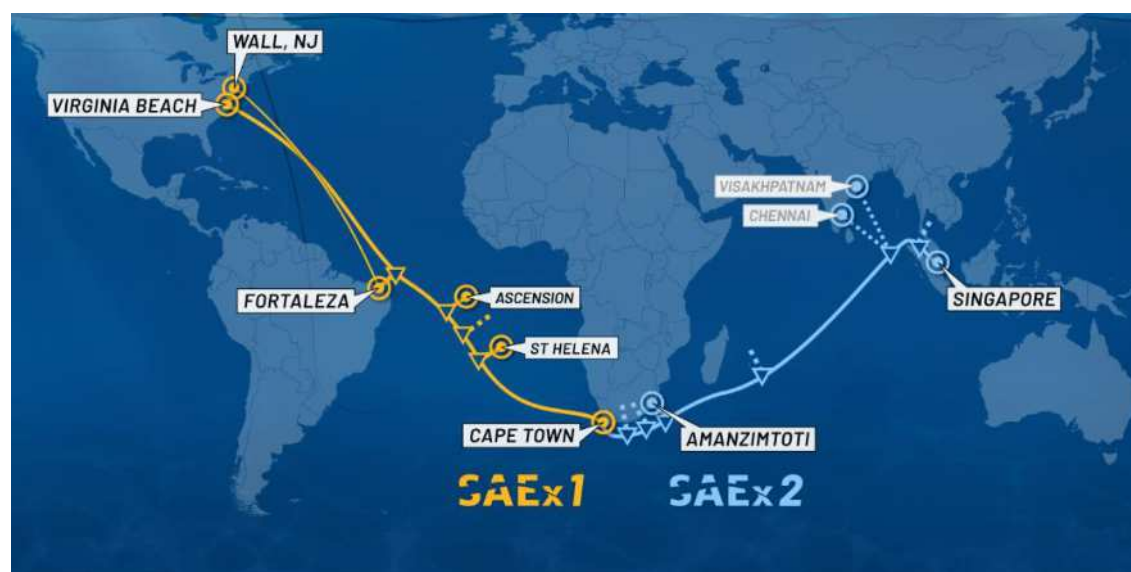 WALL, NJ
VIRGINIA BEACH
VISAKHPATNAM
CHENNAI
FORTALEZA
ASCENSION
SINGAPORE
ST HELENA
CAPE TOWN
AMANZIMTOTI
SAEx1
SAEx2